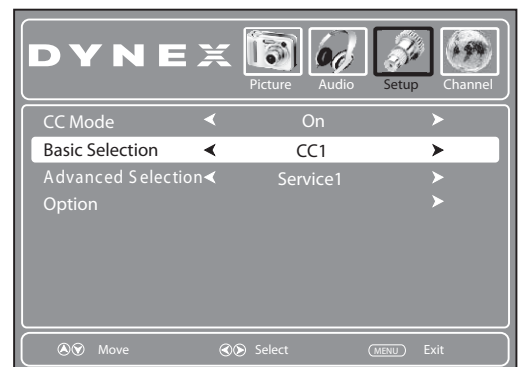 DYNEX
Picture Audio Setup Channel
CC Mode On
Basic Selection CC1
Advanced Selection Service1
Option
Move Select MENU Exit